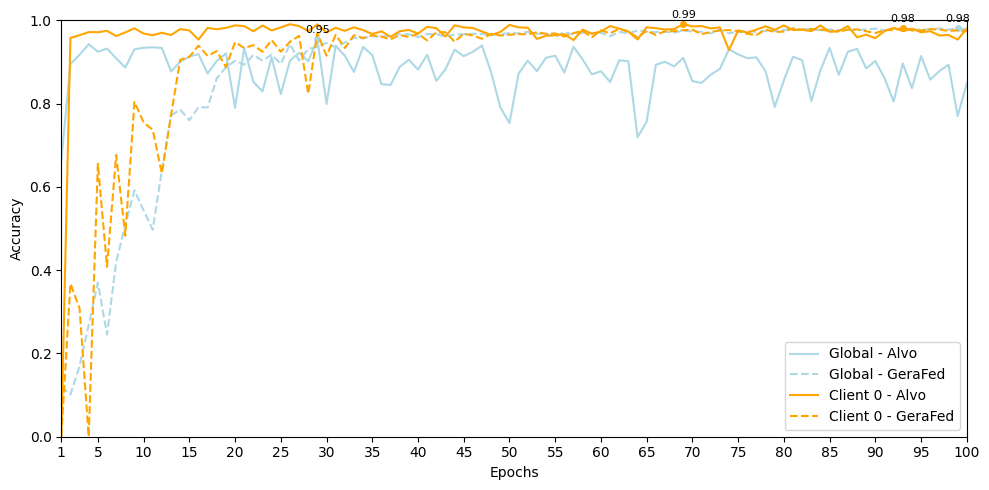 0.95
0.99
0.98
0.98
1.0
0.8
0.6
0.4
0.2
0.0
Accuracy
1 5 10 15 20 25 30 35 40 45 50 55 60 65 70 75 80 85 90 95 100
Epochs
Global - Alvo
Global - GeraFed
Client 0 - Alvo
Client 0 - GeraFed